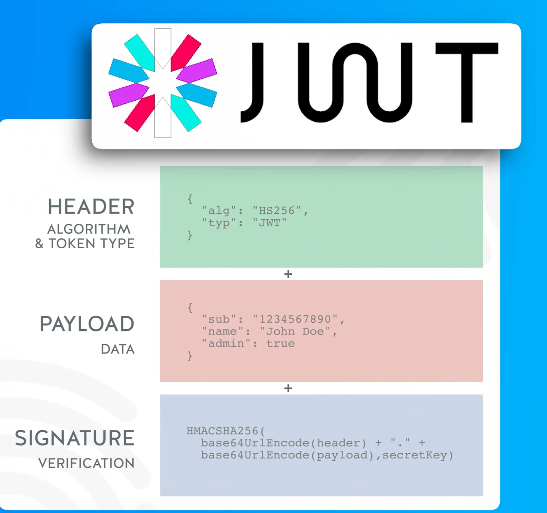 JWT
HEADER
ALGORITHM
& TOKEN TYPE
{
"alg": "HS256",
"typ": "JWT"
}
+
PAYLOAD
DATA
{
"sub": "1234567890",
"name": "John Doe",
"admin": true
}
+
SIGNATURE
VERIFICATION
HMACSHA256(
base64UrlEncode(header) + "." +
base64UrlEncode(payload),secretKey)